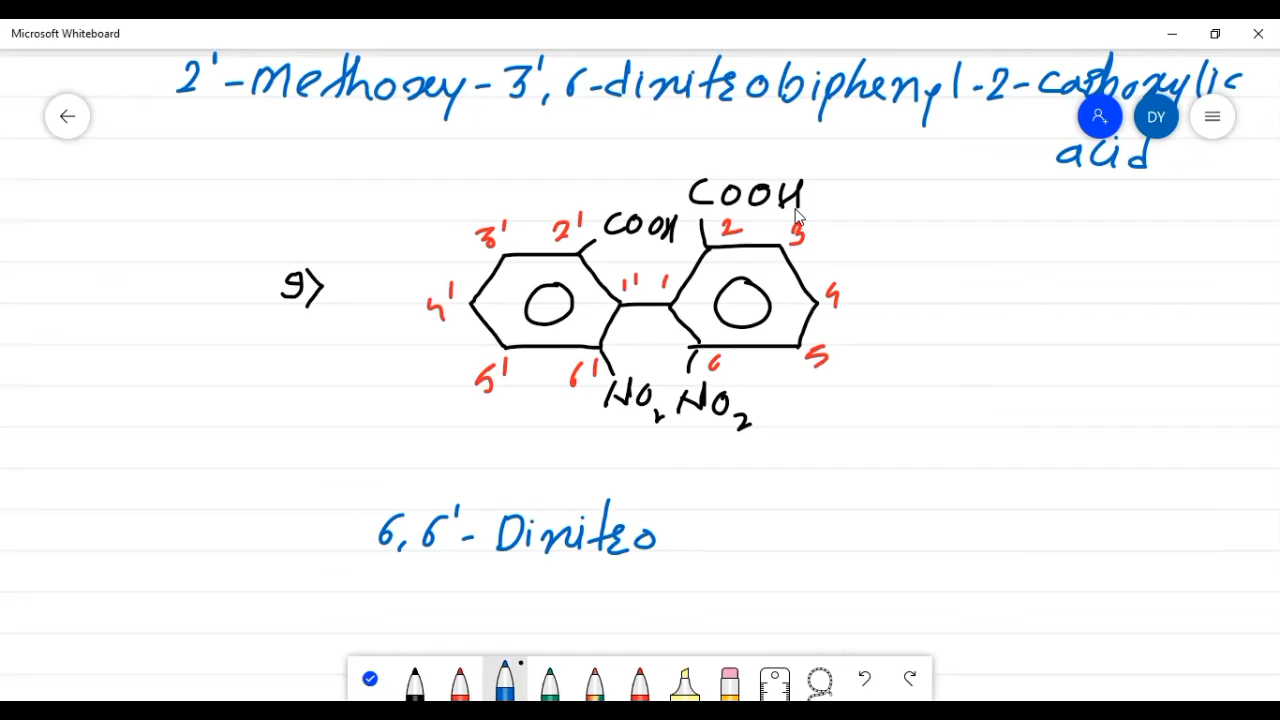 Microsoft Whiteboard
2'-Methoxy-3',6-dinitrobiphenyl-2-carboxylic
acid
DY
COOH
3' 2' COOH 2 3
9)
4' 1' 1 4
5' 6' 6 5
NO2 NO2
6,6'-Dinitro